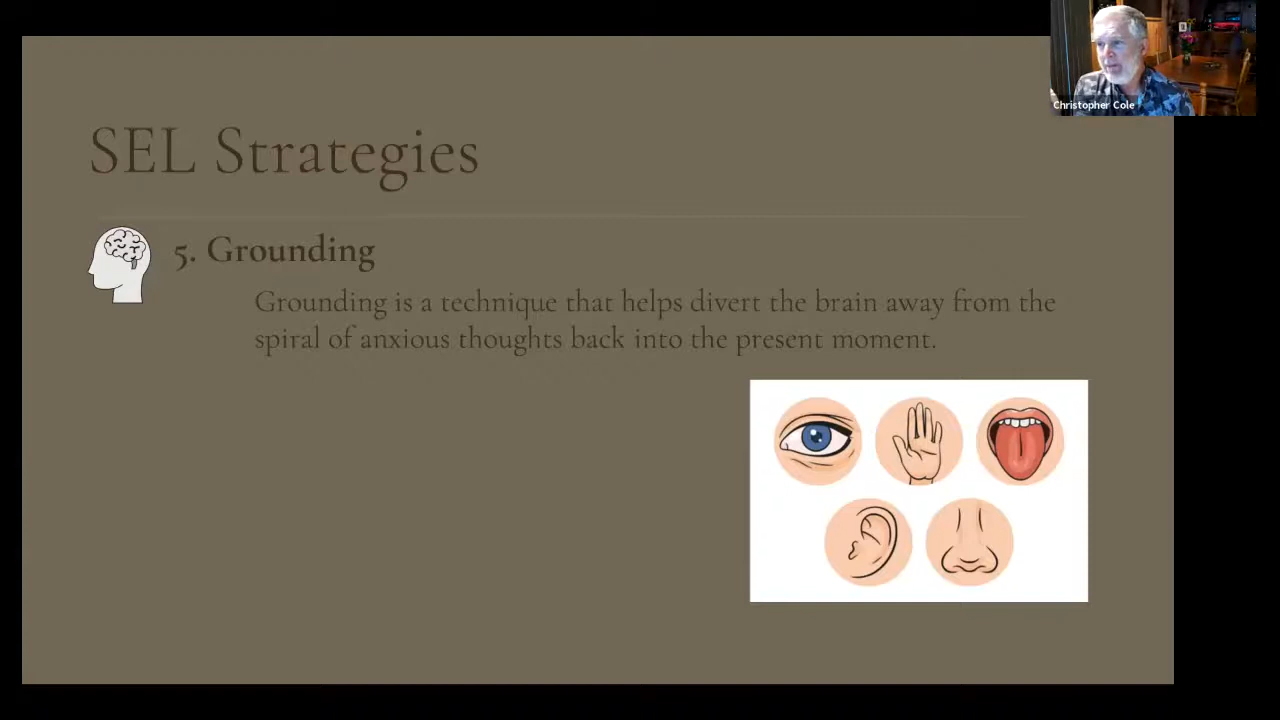 Christopher Cole
SEL Strategies
5. Grounding
Grounding is a technique that helps divert the brain away from the
spiral of anxious thoughts back into the present moment.